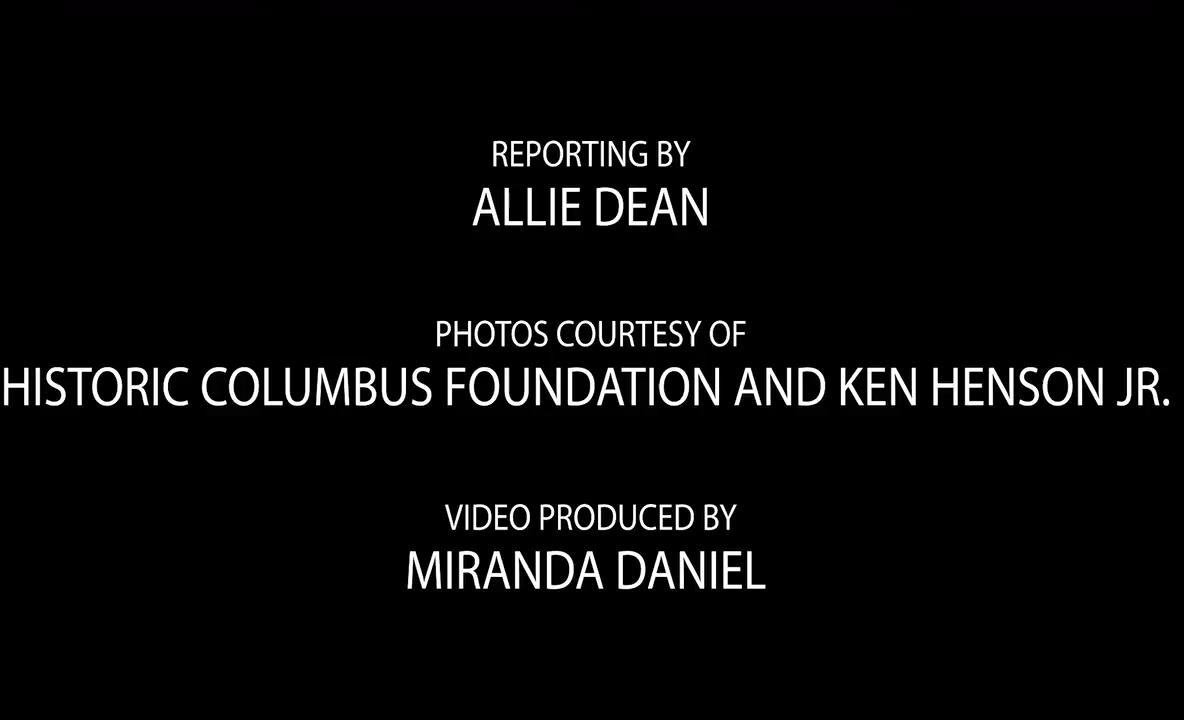 REPORTING BY
ALLIE DEAN
PHOTOS COURTESY OF
HISTORIC COLUMBUS FOUNDATION AND KEN HENSON JR.
VIDEO PRODUCED BY
MIRANDA DANIEL